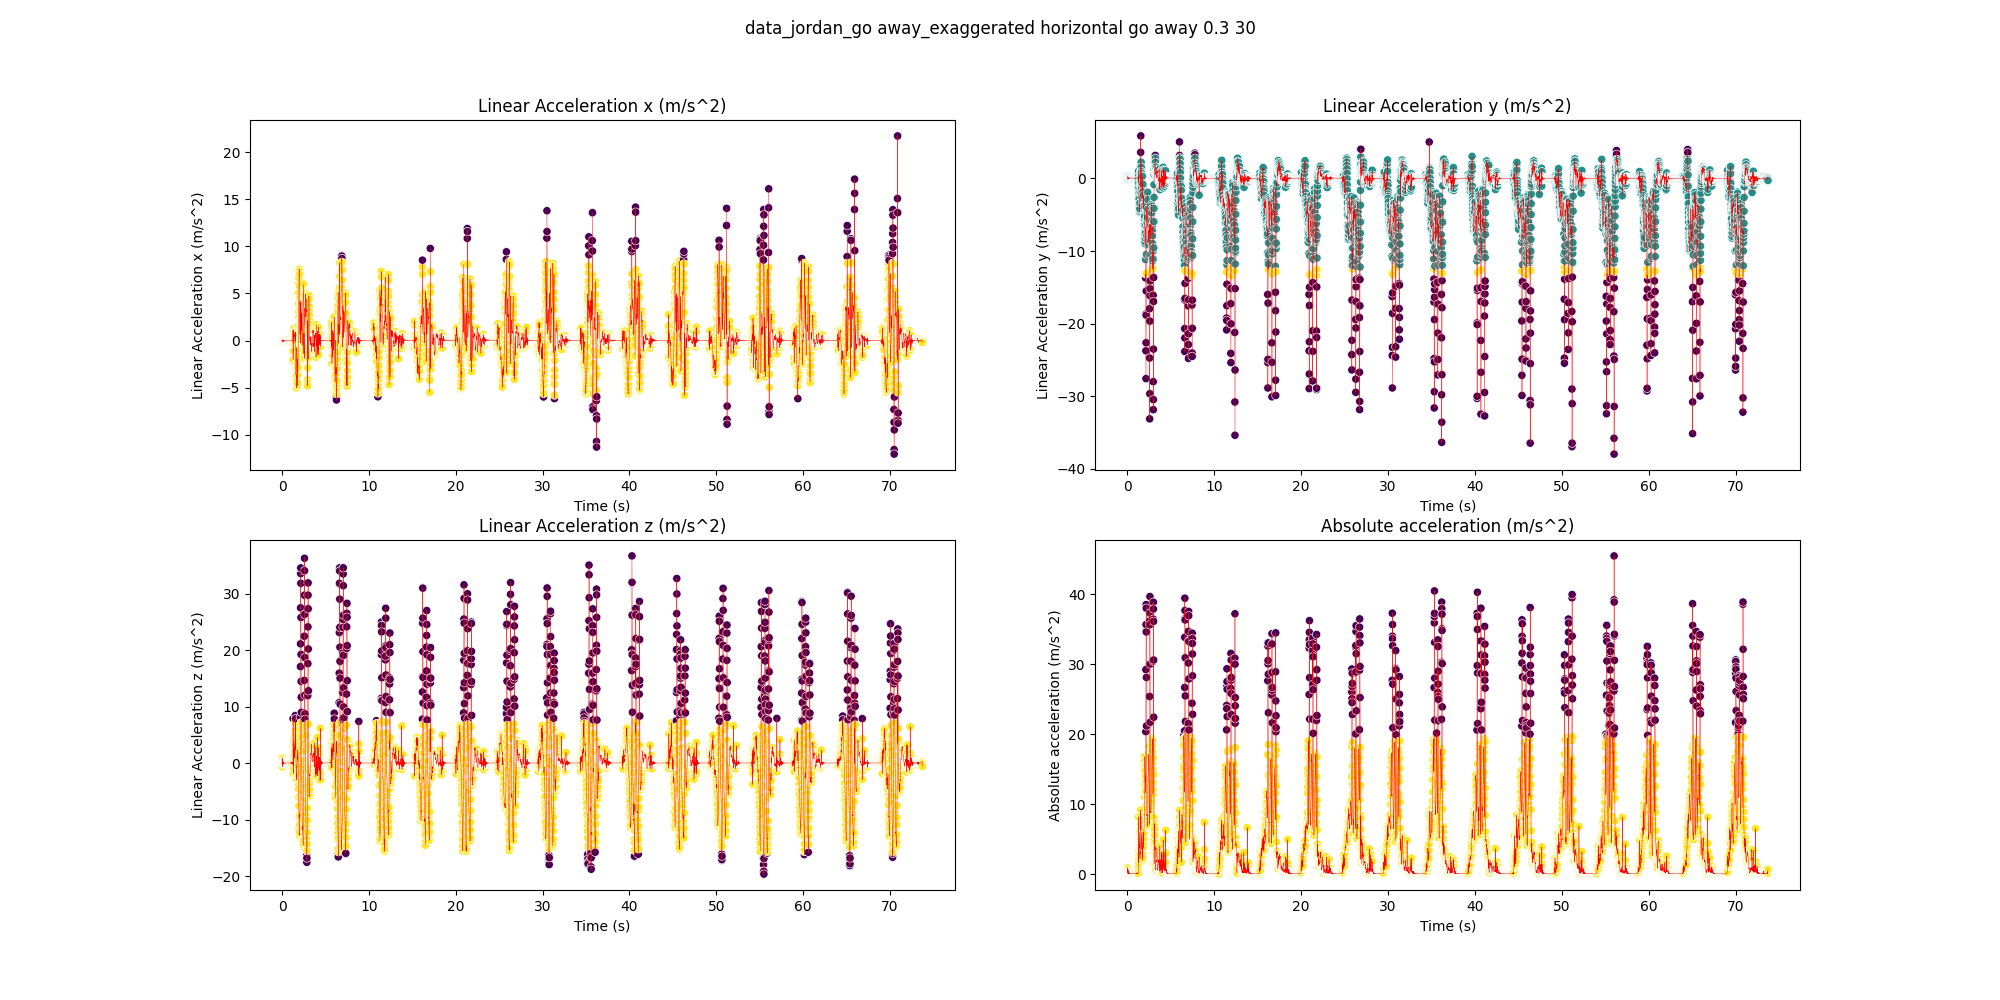 data_jordan_go away_exaggerated horizontal go away 0.3 30
Linear Acceleration x (m/s^2)
Linear Acceleration x (m/s^2)
20
15
10
5
0
−5
−10
0 10 20 30 40 50 60 70
Time (s)
Linear Acceleration y (m/s^2)
Linear Acceleration y (m/s^2)
0
−10
−20
−30
−40
0 10 20 30 40 50 60 70
Time (s)
Linear Acceleration z (m/s^2)
Linear Acceleration z (m/s^2)
30
20
10
0
−10
−20
0 10 20 30 40 50 60 70
Time (s)
Absolute acceleration (m/s^2)
Absolute acceleration (m/s^2)
40
30
20
10
0
0 10 20 30 40 50 60 70
Time (s)